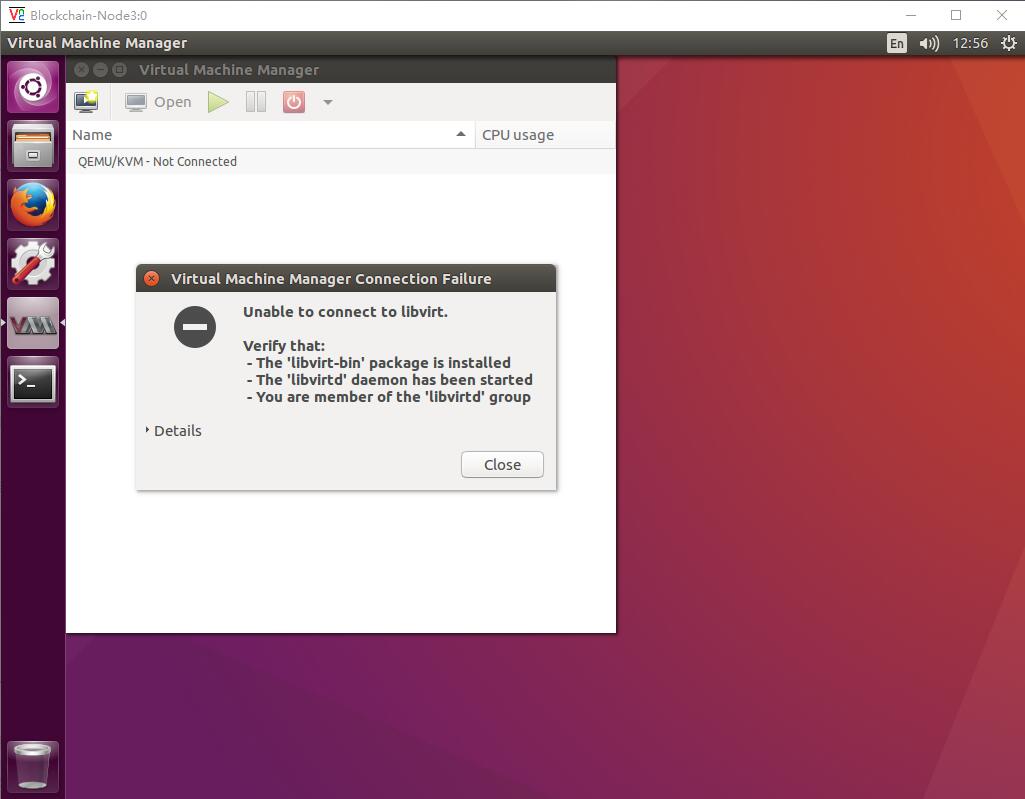 Blockchain-Node3:0
Virtual Machine Manager
En
12:56
Virtual Machine Manager
Open
Name
CPU usage
QEMU/KVM - Not Connected
Virtual Machine Manager Connection Failure
Unable to connect to libvirt.
Verify that:
- The 'libvirt-bin' package is installed
- The 'libvirtd' daemon has been started
- You are member of the 'libvirtd' group
Details
Close